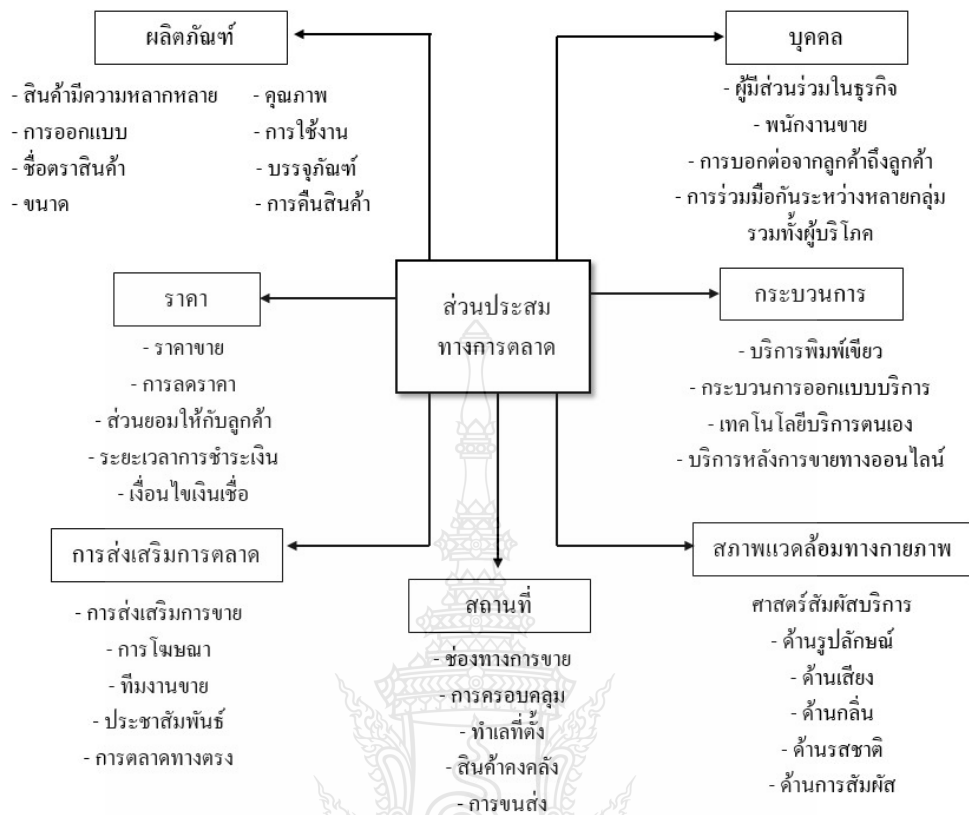 ผลิตภัณฑ์
- สินค้ามีความหลากหลาย
- การออกแบบ
- ชื่อตราสินค้า
- ขนาด
- คุณภาพ
- การใช้งาน
- บรรจุภัณฑ์
- การคืนสินค้า
บุคคล
- ผู้มีส่วนร่วมในธุรกิจ
- พนักงานขาย
- การบอกต่อจากลูกค้าถึงลูกค้า
- การร่วมมือกันระหว่างหลายกลุ่ม
รวมทั้งผู้บริโภค
ส่วนประสม
ทางการตลาด
ราคา
- ราคาขาย
- การลดราคา
- ส่วนยอมให้กับลูกค้า
- ระยะเวลาการชำระเงิน
- เงื่อนไขเงินเชื่อ
กระบวนการ
- บริการพิมพ์เขียว
- กระบวนการออกแบบบริการ
- เทคโนโลยีบริการตนเอง
- บริการหลังการขายทางออนไลน์
การส่งเสริมการตลาด
- การส่งเสริมการขาย
- การโฆษณา
- ทีมงานขาย
- ประชาสัมพันธ์
- การตลาดทางตรง
สถานที่
- ช่องทางการขาย
- การครอบคลุม
- ทำเลที่ตั้ง
- สินค้าคงคลัง
- การขนส่ง
สภาพแวดล้อมทางกายภาพ
ศาสตร์สัมผัสบริการ
- ด้านรูปลักษณ์
- ด้านเสียง
- ด้านกลิ่น
- ด้านรสชาติ
- ด้านการสัมผัส